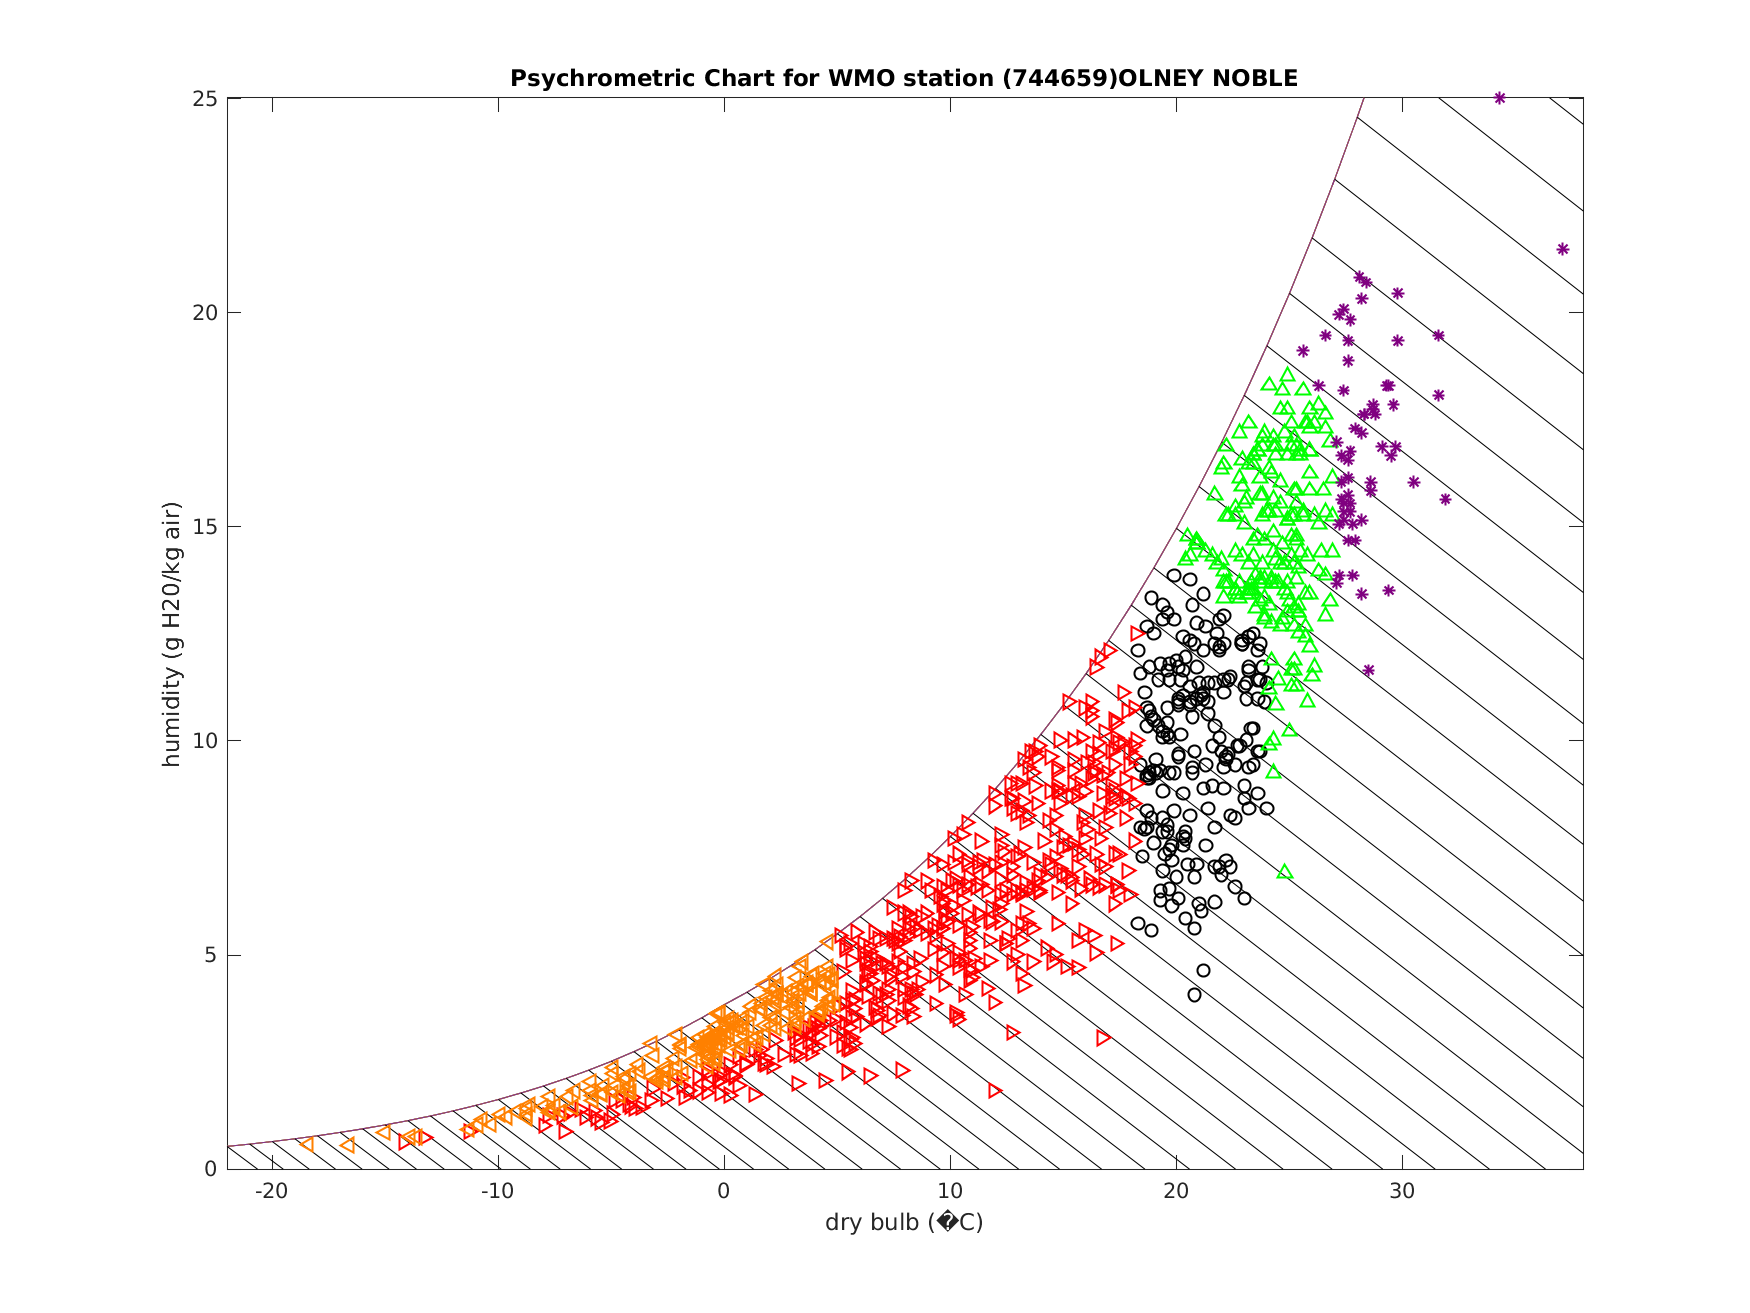 Psychrometric Chart for WMO station (744659)OLNEY NOBLE
humidity (g H20/kg air)
25
20
15
10
5
0
-20 -10 0 10 20 30
dry bulb (�C)